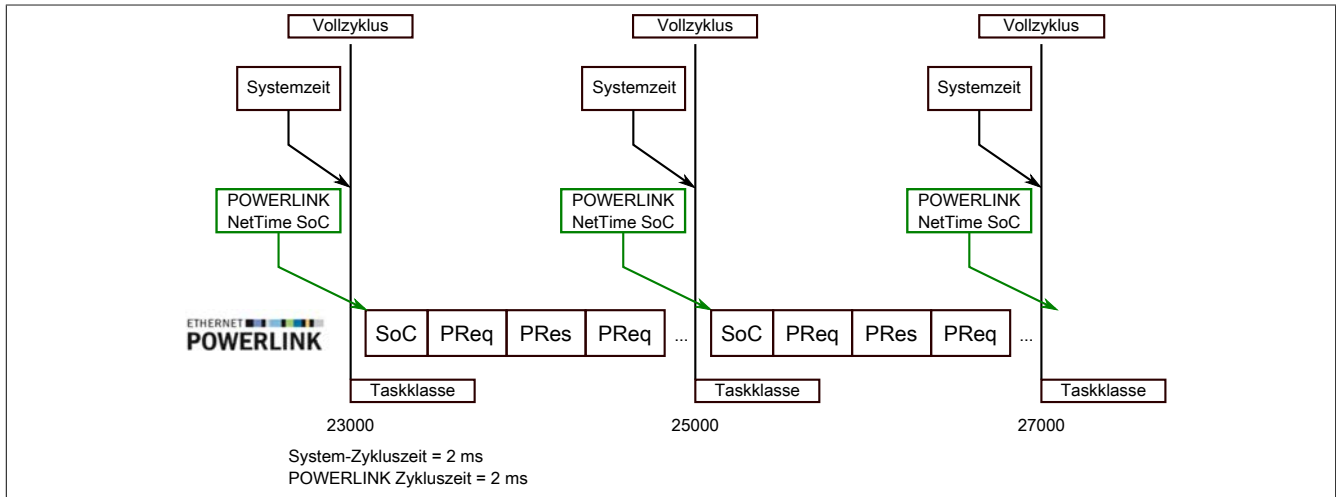 Vollzyklus Vollzyklus Vollzyklus
Systemzeit Systemzeit Systemzeit
POWERLINK POWERLINK POWERLINK
NetTime SoC NetTime SoC NetTime SoC
ETHERNET
POWERLINK
SoC PReq PRes PReq ... SoC PReq PRes PReq ...
Taskklasse Taskklasse Taskklasse
23000 25000 27000
System-Zykluszeit = 2 ms
POWERLINK Zykluszeit = 2 ms